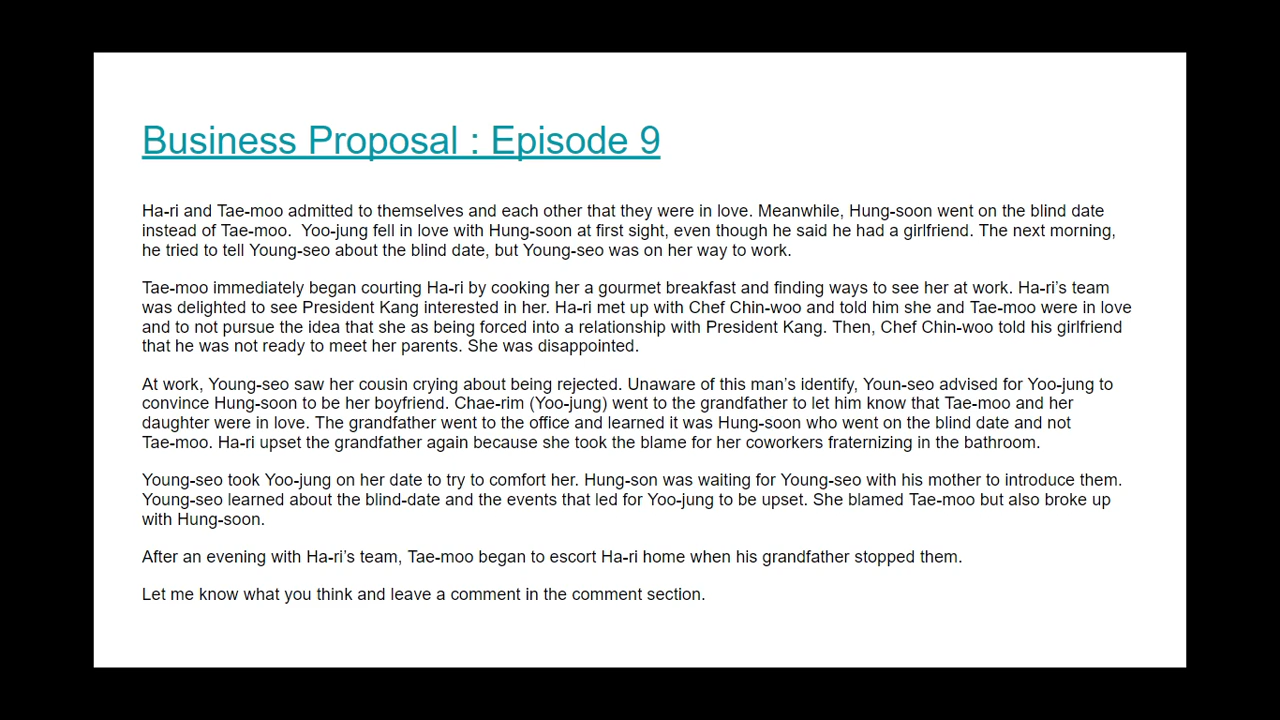 Business Proposal : Episode 9
Ha-ri and Tae-moo admitted to themselves and each other that they were in love. Meanwhile, Hung-soon went on the blind date
instead of Tae-moo.  Yoo-jung fell in love with Hung-soon at first sight, even though he said he had a girlfriend. The next morning,
he tried to tell Young-seo about the blind date, but Young-seo was on her way to work.
Tae-moo immediately began courting Ha-ri by cooking her a gourmet breakfast and finding ways to see her at work. Ha-ri’s team
was delighted to see President Kang interested in her. Ha-ri met up with Chef Chin-woo and told him she and Tae-moo were in love
and to not pursue the idea that she as being forced into a relationship with President Kang. Then, Chef Chin-woo told his girlfriend
that he was not ready to meet her parents. She was disappointed.
At work, Young-seo saw her cousin crying about being rejected. Unaware of this man’s identify, Youn-seo advised for Yoo-jung to
convince Hung-soon to be her boyfriend. Chae-rim (Yoo-jung) went to the grandfather to let him know that Tae-moo and her
daughter were in love. The grandfather went to the office and learned it was Hung-soon who went on the blind date and not
Tae-moo. Ha-ri upset the grandfather again because she took the blame for her coworkers fraternizing in the bathroom.
Young-seo took Yoo-jung on her date to try to comfort her. Hung-son was waiting for Young-seo with his mother to introduce them.
Young-seo learned about the blind-date and the events that led for Yoo-jung to be upset. She blamed Tae-moo but also broke up
with Hung-soon.
After an evening with Ha-ri’s team, Tae-moo began to escort Ha-ri home when his grandfather stopped them.
Let me know what you think and leave a comment in the comment section.